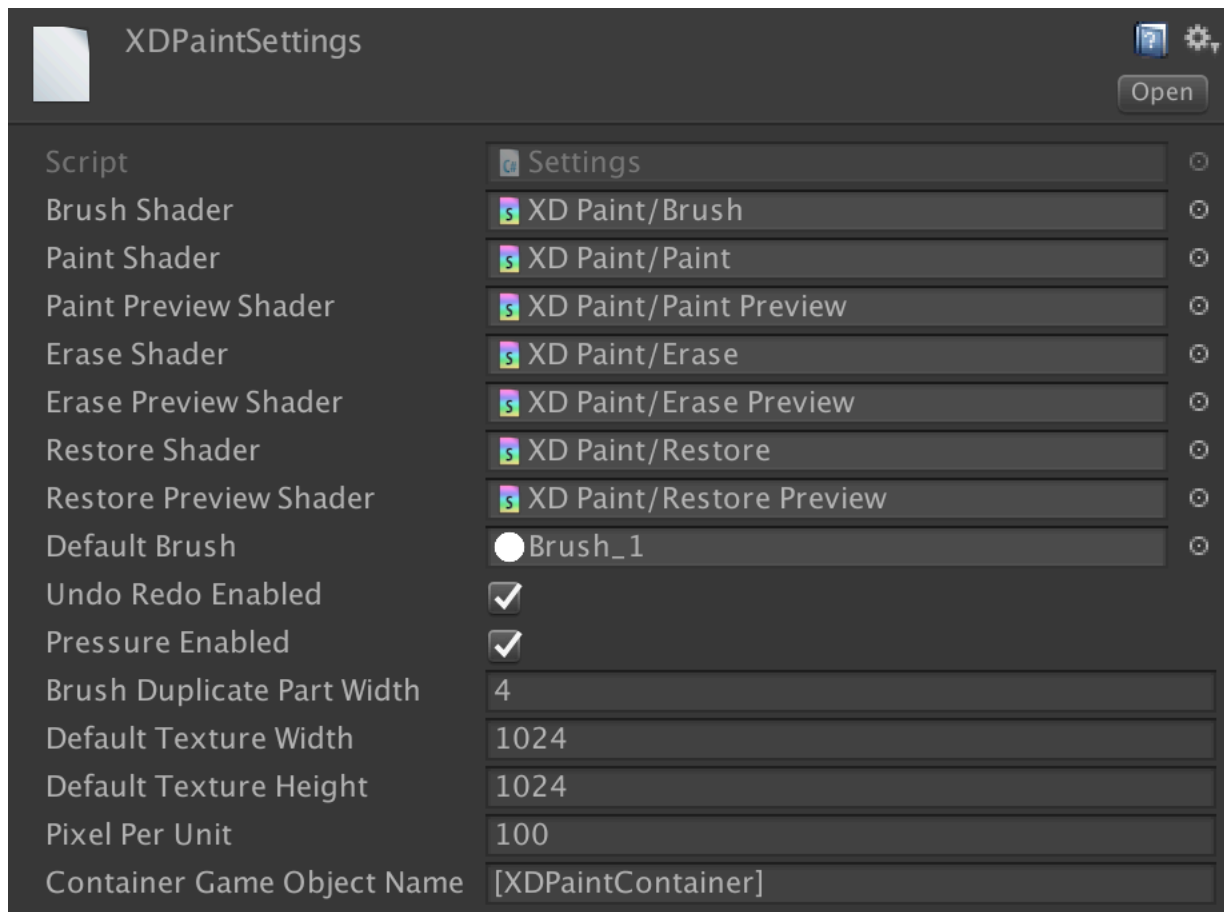 XDPaintSettings
Open
Script Settings
Brush Shader XD Paint/Brush
Paint Shader XD Paint/Paint
Paint Preview Shader XD Paint/Paint Preview
Erase Shader XD Paint/Erase
Erase Preview Shader XD Paint/Erase Preview
Restore Shader XD Paint/Restore
Restore Preview Shader XD Paint/Restore Preview
Default Brush Brush_1
Undo Redo Enabled
Pressure Enabled
Brush Duplicate Part Width 4
Default Texture Width 1024
Default Texture Height 1024
Pixel Per Unit 100
Container Game Object Name [XDPaintContainer]